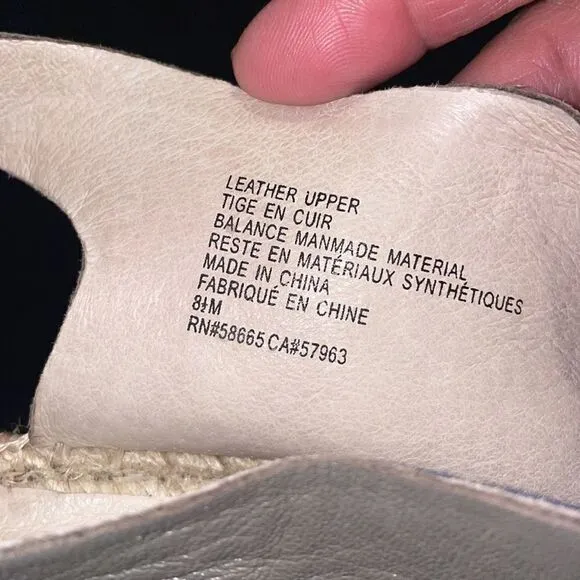 LEATHER UPPER
TIGE EN CUIR
BALANCE MANMADE MATERIAL
RESTE EN MATÉRIAUX SYNTHÉTIQUES
MADE IN CHINA
FABRIQUÉ EN CHINE
8½M
RN#58665 CA#57963